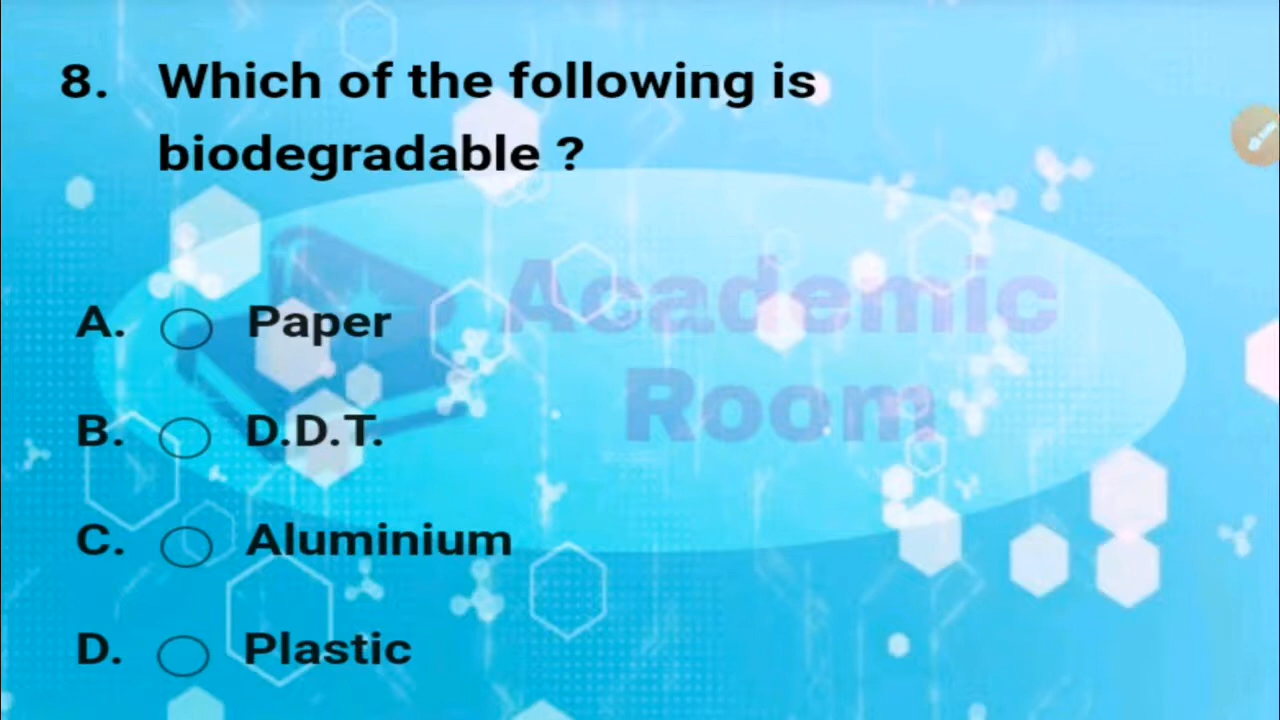 8. Which of the following is
biodegradable ?
Academic
Room
A. Paper
B. D.D.T.
C. Aluminium
D. Plastic